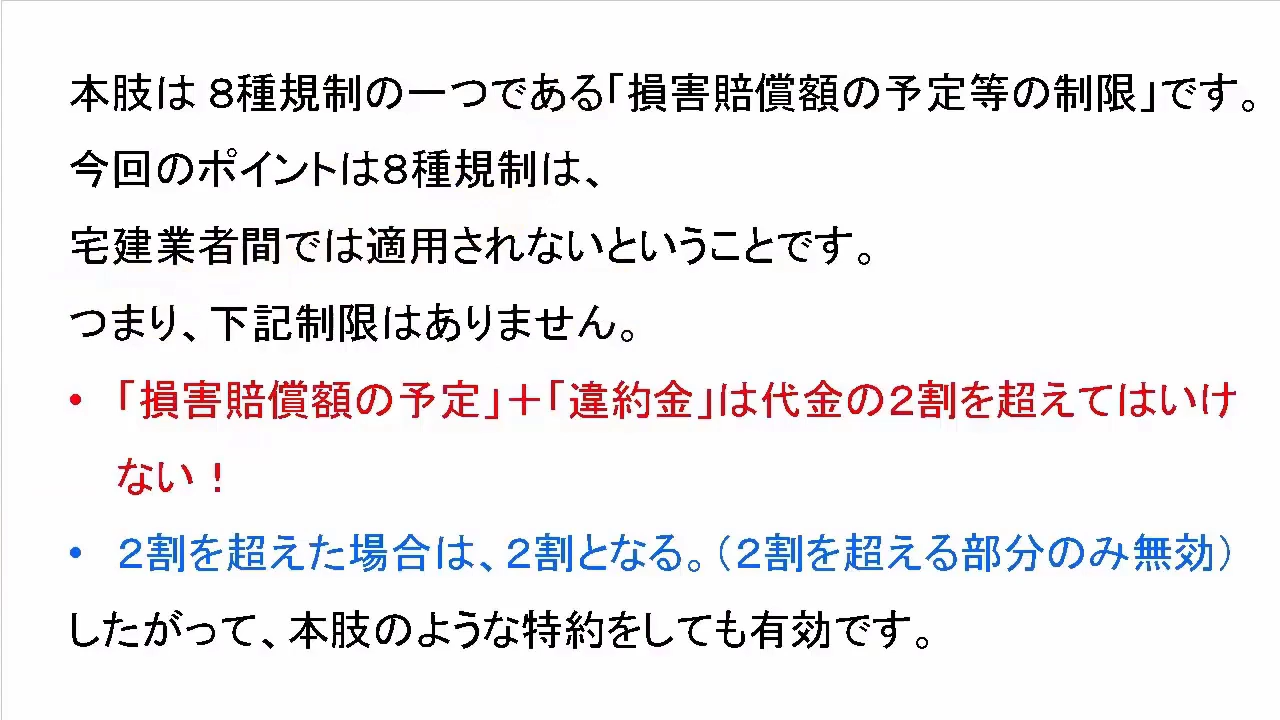 本肢は８種規制の一つである「損害賠償額の予定等の制限」です。
今回のポイントは８種規制は、
宅建業者間では適用されないということです。
つまり、下記制限はありません。
• 「損害賠償額の予定」＋「違約金」は代金の２割を超えてはいけ
ない！
• ２割を超えた場合は、２割となる。（２割を超える部分のみ無効）
したがって、本肢のような特約をしても有効です。